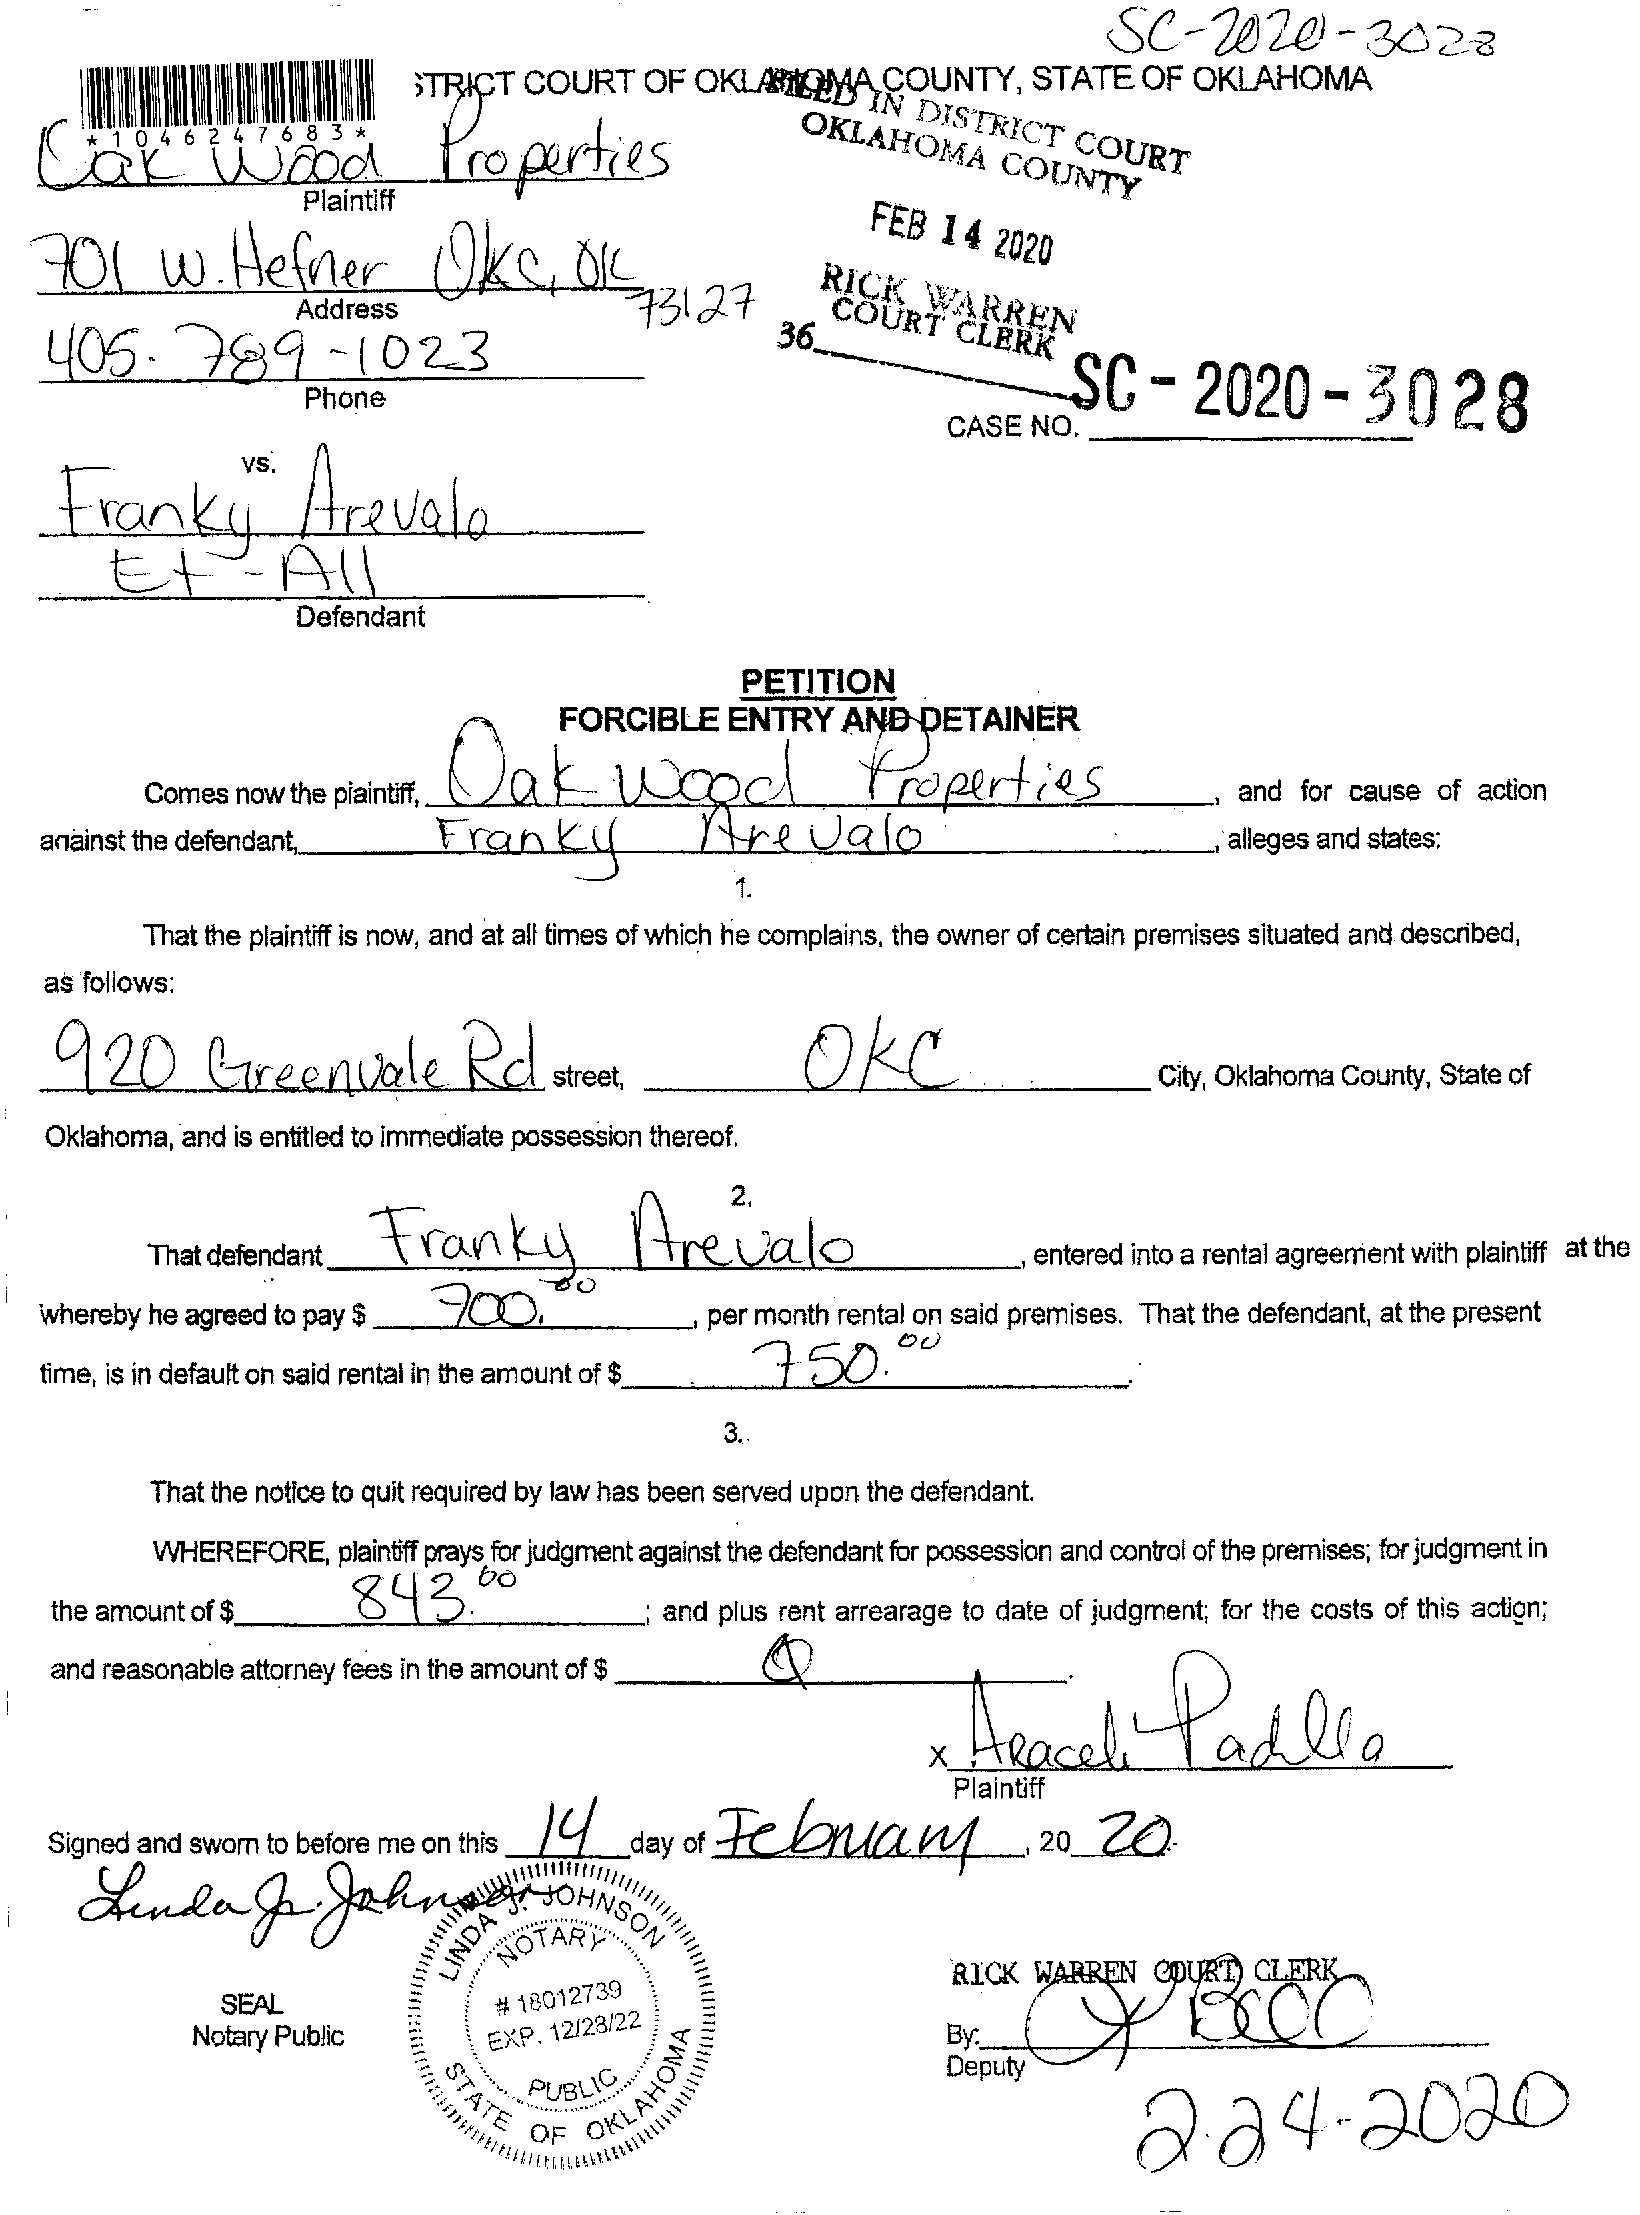 SC-2020-3028
STRICT COURT OF OKLAHOMA COUNTY, STATE OF OKLAHOMA
*1046247683*
FILED IN DISTRICT COURT
OKLAHOMA COUNTY
Oak Wood Properties
Plaintiff
FEB 14 2020
701 W. Hefner OKC, OK 73127
Address
RICK WARREN
COURT CLERK
36
405-789-1023
Phone
SC-2020-3028
CASE NO.
vs.
Franky Arevalo
Et-All
Defendant
PETITION
FORCIBLE ENTRY AND DETAINER
Comes now the plaintiff, Oak Wood Properties, and for cause of action
against the defendant, Franky Arevalo, alleges and states:
1.
That the plaintiff is now, and at all times of which he complains, the owner of certain premises situated and described,
as follows:
920 Greenvale Rd street, OKC City, Oklahoma County, State of
Oklahoma, and is entitled to immediate possession thereof.
2.
That defendant Franky Arevalo, entered into a rental agreement with plaintiff at the
whereby he agreed to pay $ 700.00, per month rental on said premises. That the defendant, at the present
time, is in default on said rental in the amount of $ 750.00.
3.
That the notice to quit required by law has been served upon the defendant.
WHEREFORE, plaintiff prays for judgment against the defendant for possession and control of the premises; for judgment in
the amount of $ 843.00; and plus rent arrearage to date of judgment; for the costs of this action;
and reasonable attorney fees in the amount of $
x Araceli Padilla
Plaintiff
Signed and sworn to before me on this 14 day of February, 20 20.
Linda J. Johnson
LINDA J. JOHNSON
NOTARY
# 18012739
EXP. 12/28/22
PUBLIC
STATE OF OKLAHOMA
SEAL
Notary Public
RICK WARREN COURT CLERK
By:
Deputy
2-24-2020